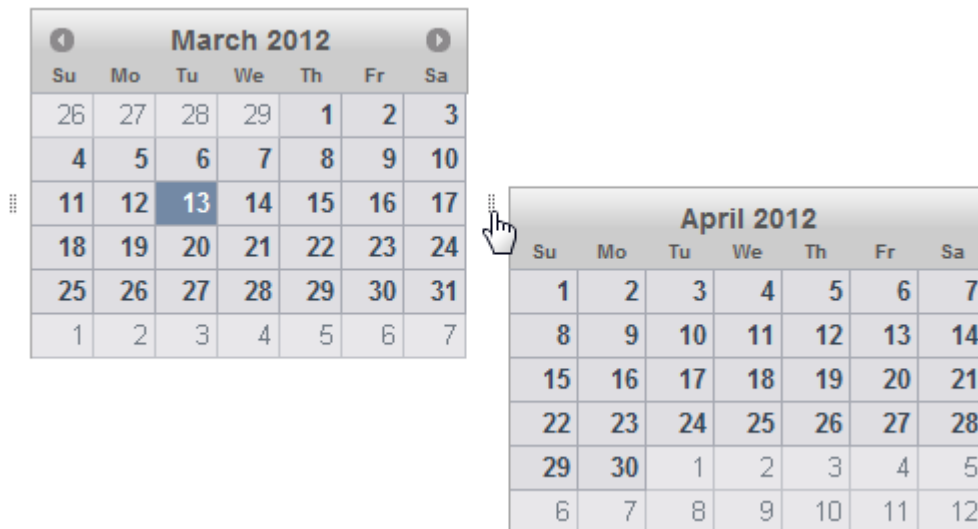 March 2012
Su Mo Tu We Th Fr Sa
26 27 28 29 1 2 3
4 5 6 7 8 9 10
11 12 13 14 15 16 17
18 19 20 21 22 23 24
25 26 27 28 29 30 31
1 2 3 4 5 6 7
April 2012
Su Mo Tu We Th Fr Sa
1 2 3 4 5 6 7
8 9 10 11 12 13 14
15 16 17 18 19 20 21
22 23 24 25 26 27 28
29 30 1 2 3 4 5
6 7 8 9 10 11 12